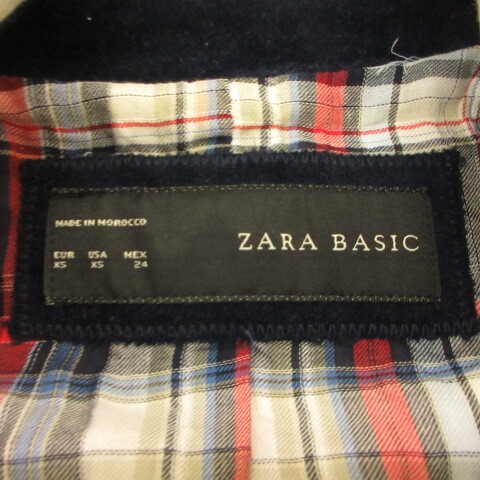 MADE IN MOROCCO
ZARA BASIC
EUR USA MEX
XS XS 24